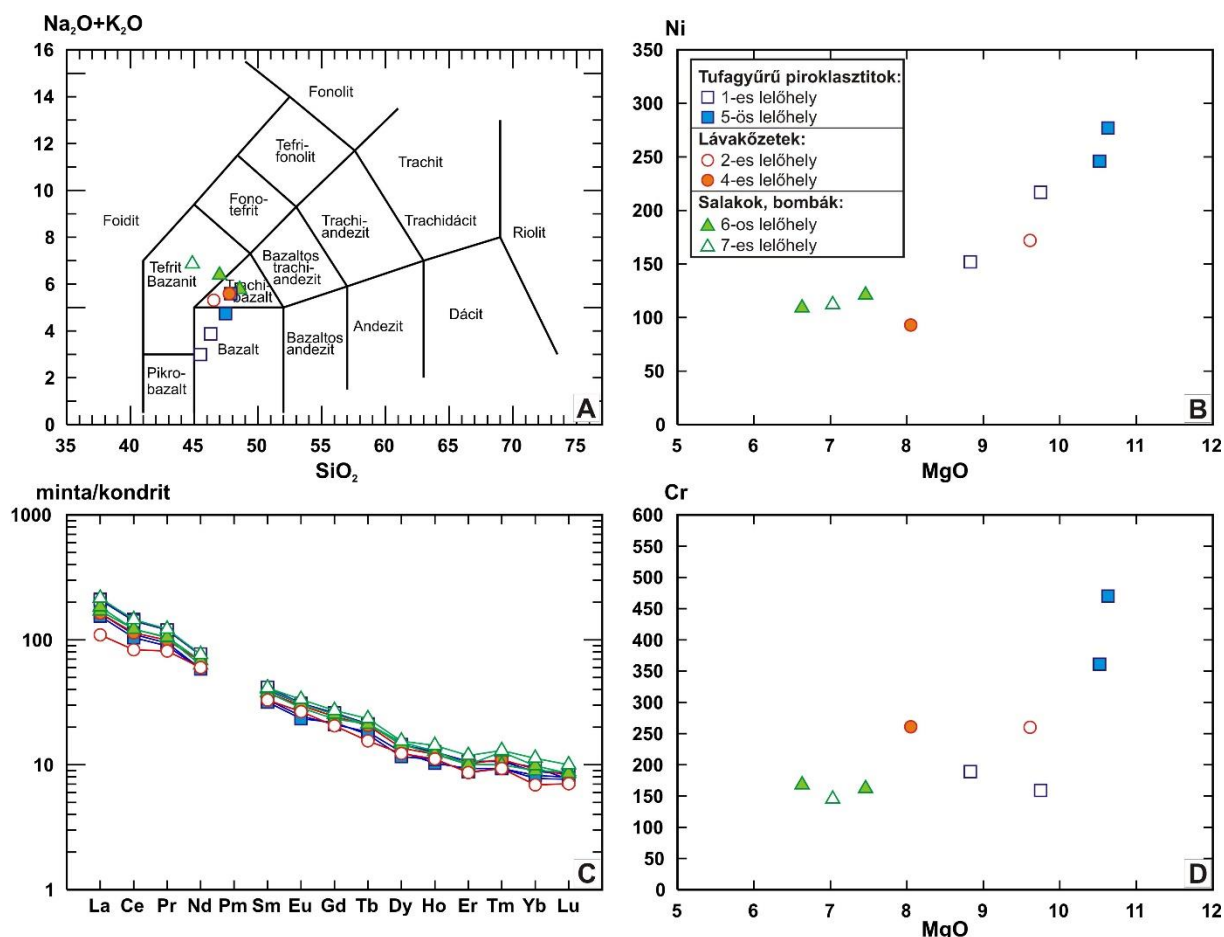 Na₂O+K₂O
16
14
12
10
8
6
4
2
0
35 40 45 50 55 60 65 70 75
SiO₂
Fonolit
Tefri-
fonolit
Trachit
Fono-
tefrit
Foidit
Trachi-
andezit
Trachidácit
Riolit
Tefrit
Bazanit
Bazaltos
trachi-
andezit
Trachi-
bazalt
Bazalt
Bazaltos
andezit
Andezit
Dácit
Pikro-
bazalt
A
Ni
350
300
250
200
150
100
50
0
5 6 7 8 9 10 11 12
MgO
Tufagyűrű piroklasztitok:
1-es lelőhely
5-ös lelőhely
Lávakőzetek:
2-es lelőhely
4-es lelőhely
Salakok, bombák:
6-os lelőhely
7-es lelőhely
B
minta/kondrit
1000
100
10
1
La Ce Pr Nd Pm Sm Eu Gd Tb Dy Ho Er Tm Yb Lu
C
Cr
600
550
500
450
400
350
300
250
200
150
100
50
0
5 6 7 8 9 10 11 12
MgO
D